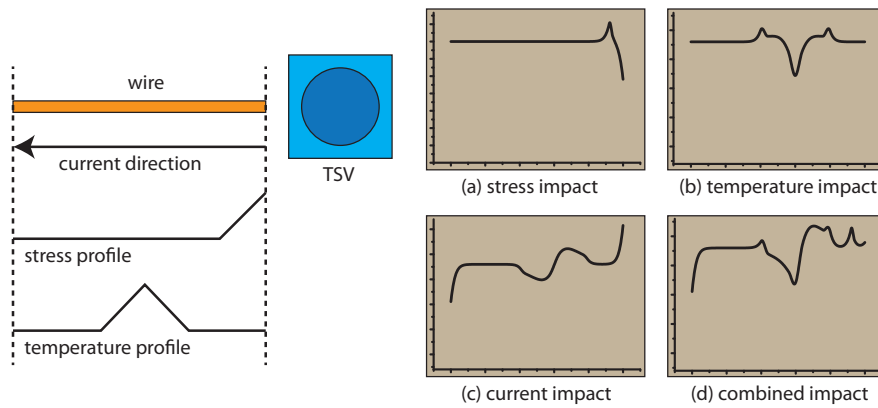 wire
current direction
TSV
stress profile
temperature profile
(a) stress impact
(b) temperature impact
(c) current impact
(d) combined impact